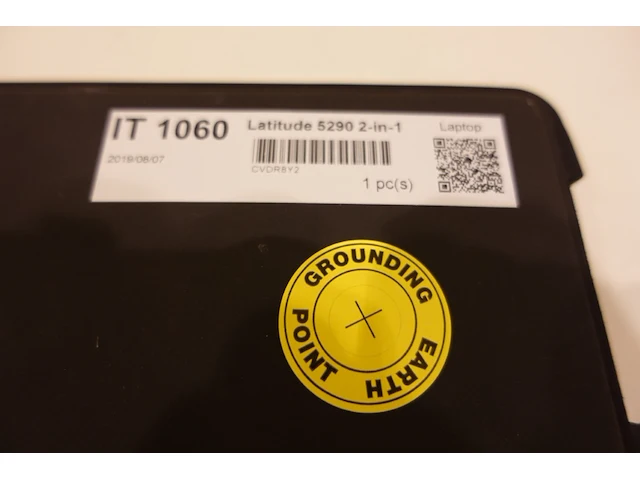 IT 1060
Latitude 5290 2-in-1
Laptop
2019/06/07
CVDR8Y2
1 pc(s)
GROUNDING
EARTH
POINT